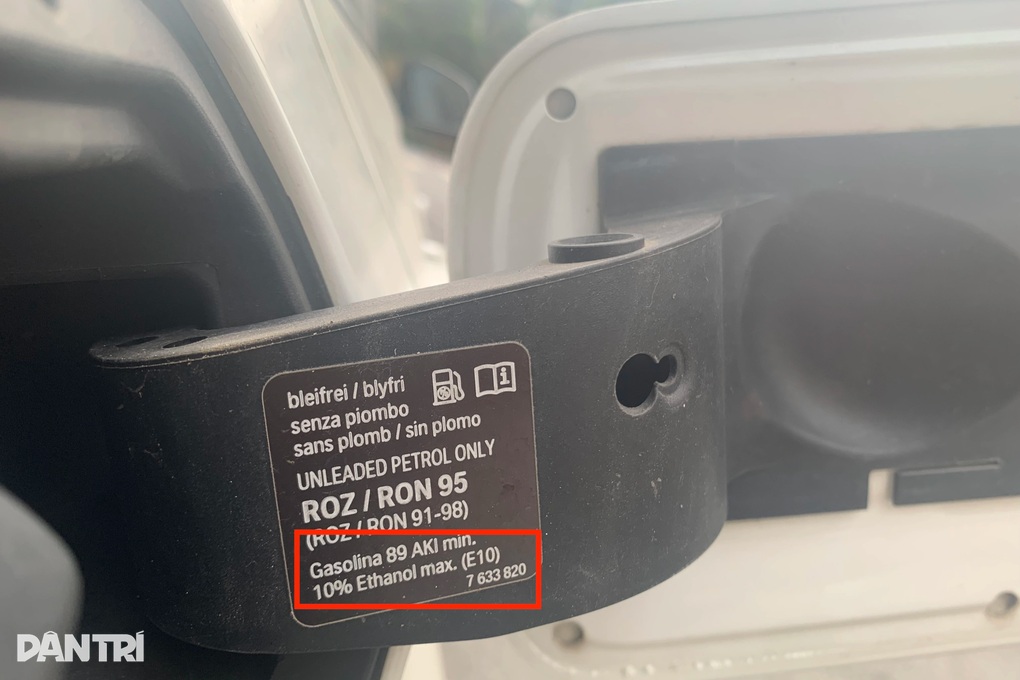 bleifrei / blyfri
senza piombo
sans plomb / sin plomo
UNLEADED PETROL ONLY
ROZ / RON 95
(ROZ / RON 91-98)
Gasolina 89 AKI min.
10% Ethanol max. (E10)
7 633 820
DÂN TRÍ